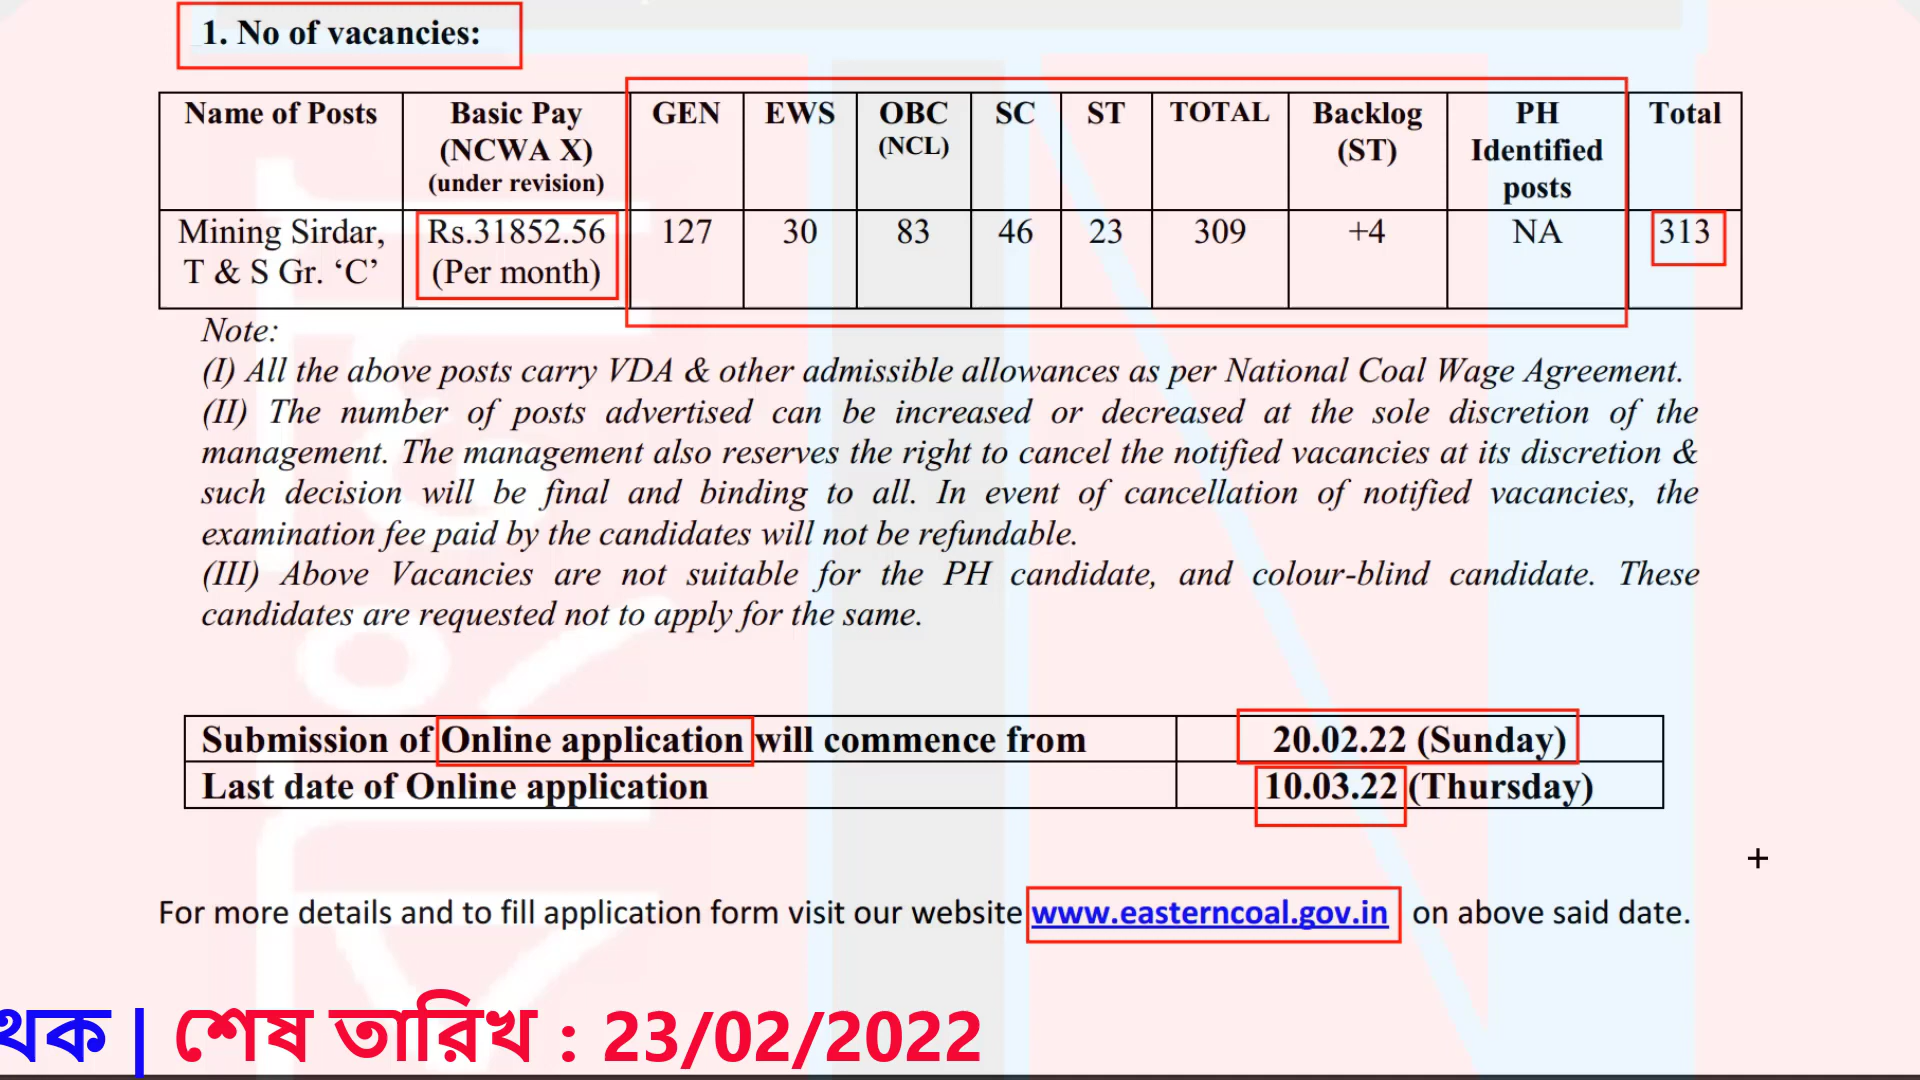 1. No of vacancies:
Name of Posts Basic Pay (NCWA X) (under revision) GEN EWS OBC (NCL) SC ST TOTAL Backlog (ST) PH Identified posts Total
Mining Sirdar, T & S Gr. ‘C’ Rs.31852.56 (Per month) 127 30 83 46 23 309 +4 NA 313
Note:
(I) All the above posts carry VDA & other admissible allowances as per National Coal Wage Agreement.
(II) The number of posts advertised can be increased or decreased at the sole discretion of the
management. The management also reserves the right to cancel the notified vacancies at its discretion &
such decision will be final and binding to all. In event of cancellation of notified vacancies, the
examination fee paid by the candidates will not be refundable.
(III) Above Vacancies are not suitable for the PH candidate, and colour-blind candidate. These
candidates are requested not to apply for the same.
Submission of Online application will commence from 20.02.22 (Sunday)
Last date of Online application 10.03.22 (Thursday)
For more details and to fill application form visit our website www.easterncoal.gov.in on above said date.
| শেষ তারিখ : 23/02/2022